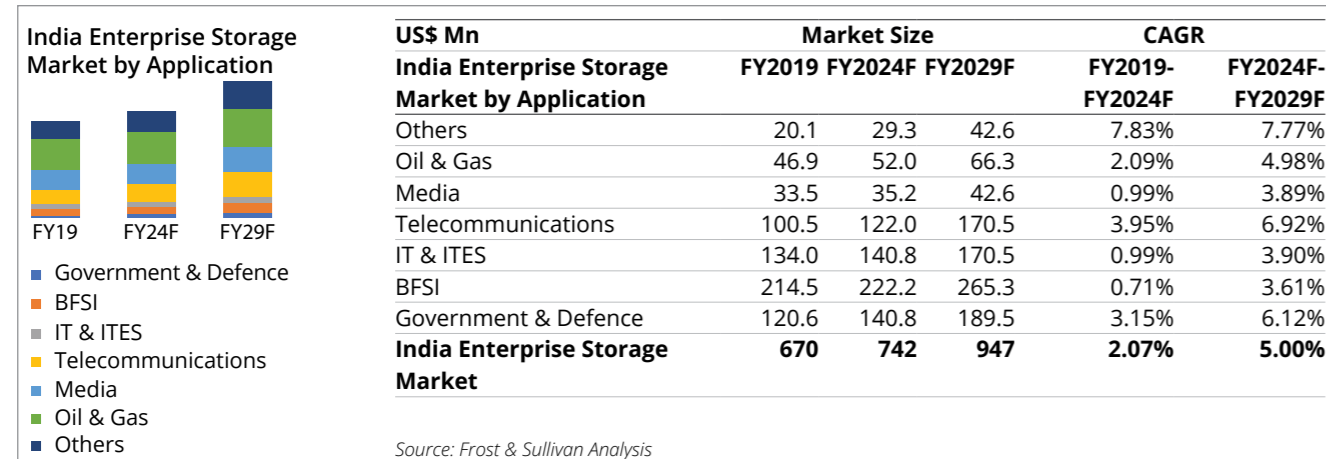 India Enterprise Storage
Market by Application
FY19 FY24F FY29F
Government & Defence
BFSI
IT & ITES
Telecommunications
Media
Oil & Gas
Others
US$ Mn Market Size CAGR
India Enterprise Storage FY2019 FY2024F FY2029F FY2019- FY2024F-
Market by Application FY2024F FY2029F
Others 20.1 29.3 42.6 7.83% 7.77%
Oil & Gas 46.9 52.0 66.3 2.09% 4.98%
Media 33.5 35.2 42.6 0.99% 3.89%
Telecommunications 100.5 122.0 170.5 3.95% 6.92%
IT & ITES 134.0 140.8 170.5 0.99% 3.90%
BFSI 214.5 222.2 265.3 0.71% 3.61%
Government & Defence 120.6 140.8 189.5 3.15% 6.12%
India Enterprise Storage 670 742 947 2.07% 5.00%
Market
Source: Frost & Sullivan Analysis